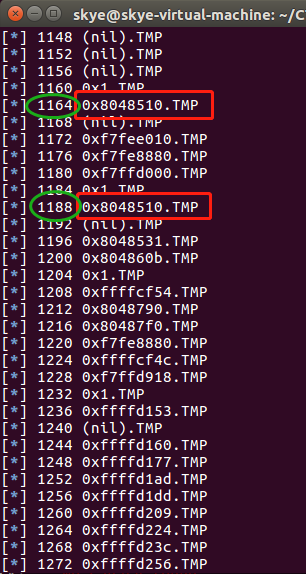 skye@skye-virtual-machine: ~/C
[*] 1148 (nil).TMP
[*] 1152 (nil).TMP
[*] 1156 (nil).TMP
[*] 1160 0x1.TMP
[*] 1164 0x8048510.TMP
[*] 1168 (nil).TMP
[*] 1172 0xf7fee010.TMP
[*] 1176 0xf7fe8880.TMP
[*] 1180 0xf7ffd000.TMP
[*] 1184 0x1.TMP
[*] 1188 0x8048510.TMP
[*] 1192 (nil).TMP
[*] 1196 0x8048531.TMP
[*] 1200 0x804860b.TMP
[*] 1204 0x1.TMP
[*] 1208 0xffffcf54.TMP
[*] 1212 0x8048790.TMP
[*] 1216 0x80487f0.TMP
[*] 1220 0xf7fe8880.TMP
[*] 1224 0xffffcf4c.TMP
[*] 1228 0xf7ffd918.TMP
[*] 1232 0x1.TMP
[*] 1236 0xffffd153.TMP
[*] 1240 (nil).TMP
[*] 1244 0xffffd160.TMP
[*] 1248 0xffffd177.TMP
[*] 1252 0xffffd1ad.TMP
[*] 1256 0xffffd1dd.TMP
[*] 1260 0xffffd209.TMP
[*] 1264 0xffffd224.TMP
[*] 1268 0xffffd23c.TMP
[*] 1272 0xffffd256.TMP